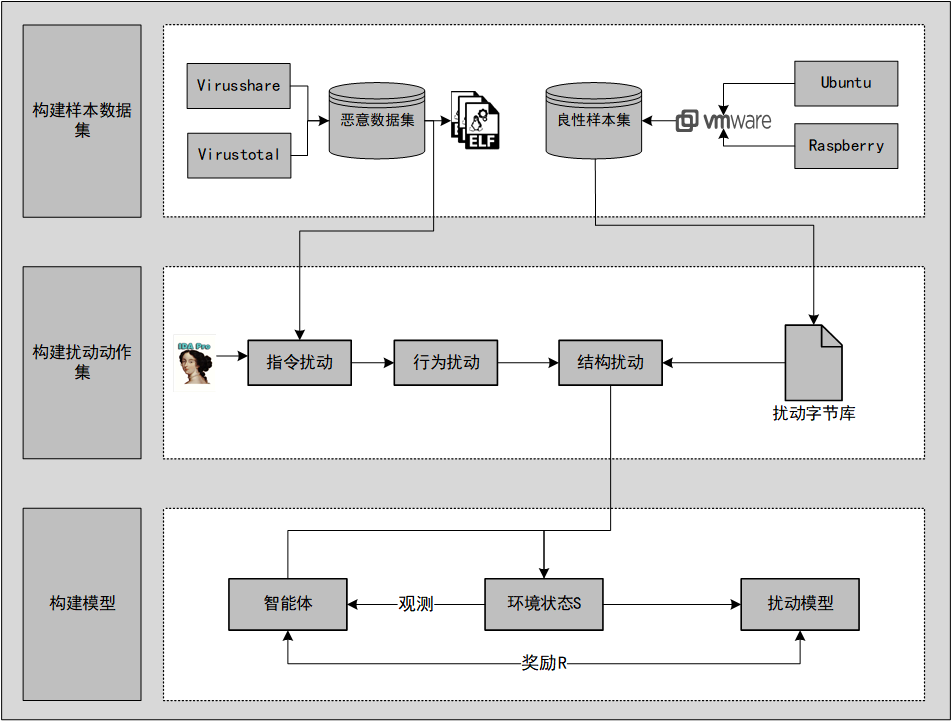 构建样本数据
集
Virusshare
Virustotal
恶意数据集
ELF
良性样本集
vmware
Ubuntu
Raspberry
构建扰动动作
集
IDA Pro
指令扰动
行为扰动
结构扰动
扰动字节库
构建模型
智能体
观测
环境状态S
扰动模型
奖励R